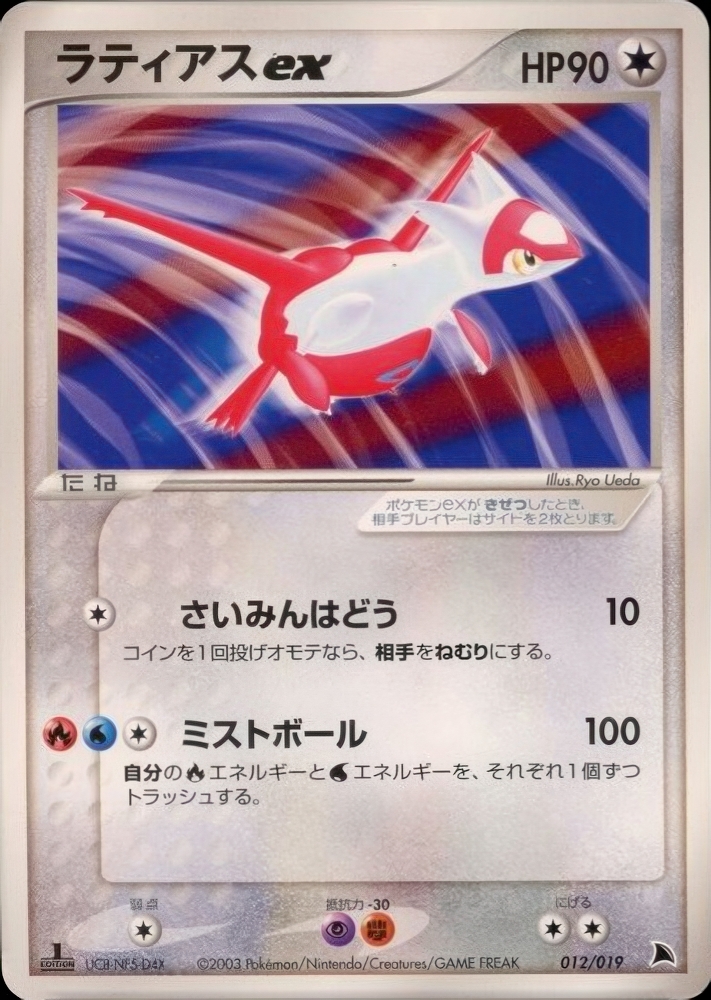 ラティアスex HP90
たね
Illus.Ryo Ueda
ポケモンexが きぜつしたとき、
相手プレイヤーはサイドを2枚とります。
さいみんはどう 10
コインを1回投げオモテなら、相手をねむりにする。
ミストボール 100
自分の エネルギーと エネルギーを、それぞれ1個ずつ
トラッシュする。
弱点 抵抗力 -30 にげる
1 EDITION ©2003 Pokémon/Nintendo/Creatures/GAME FREAK 012/019